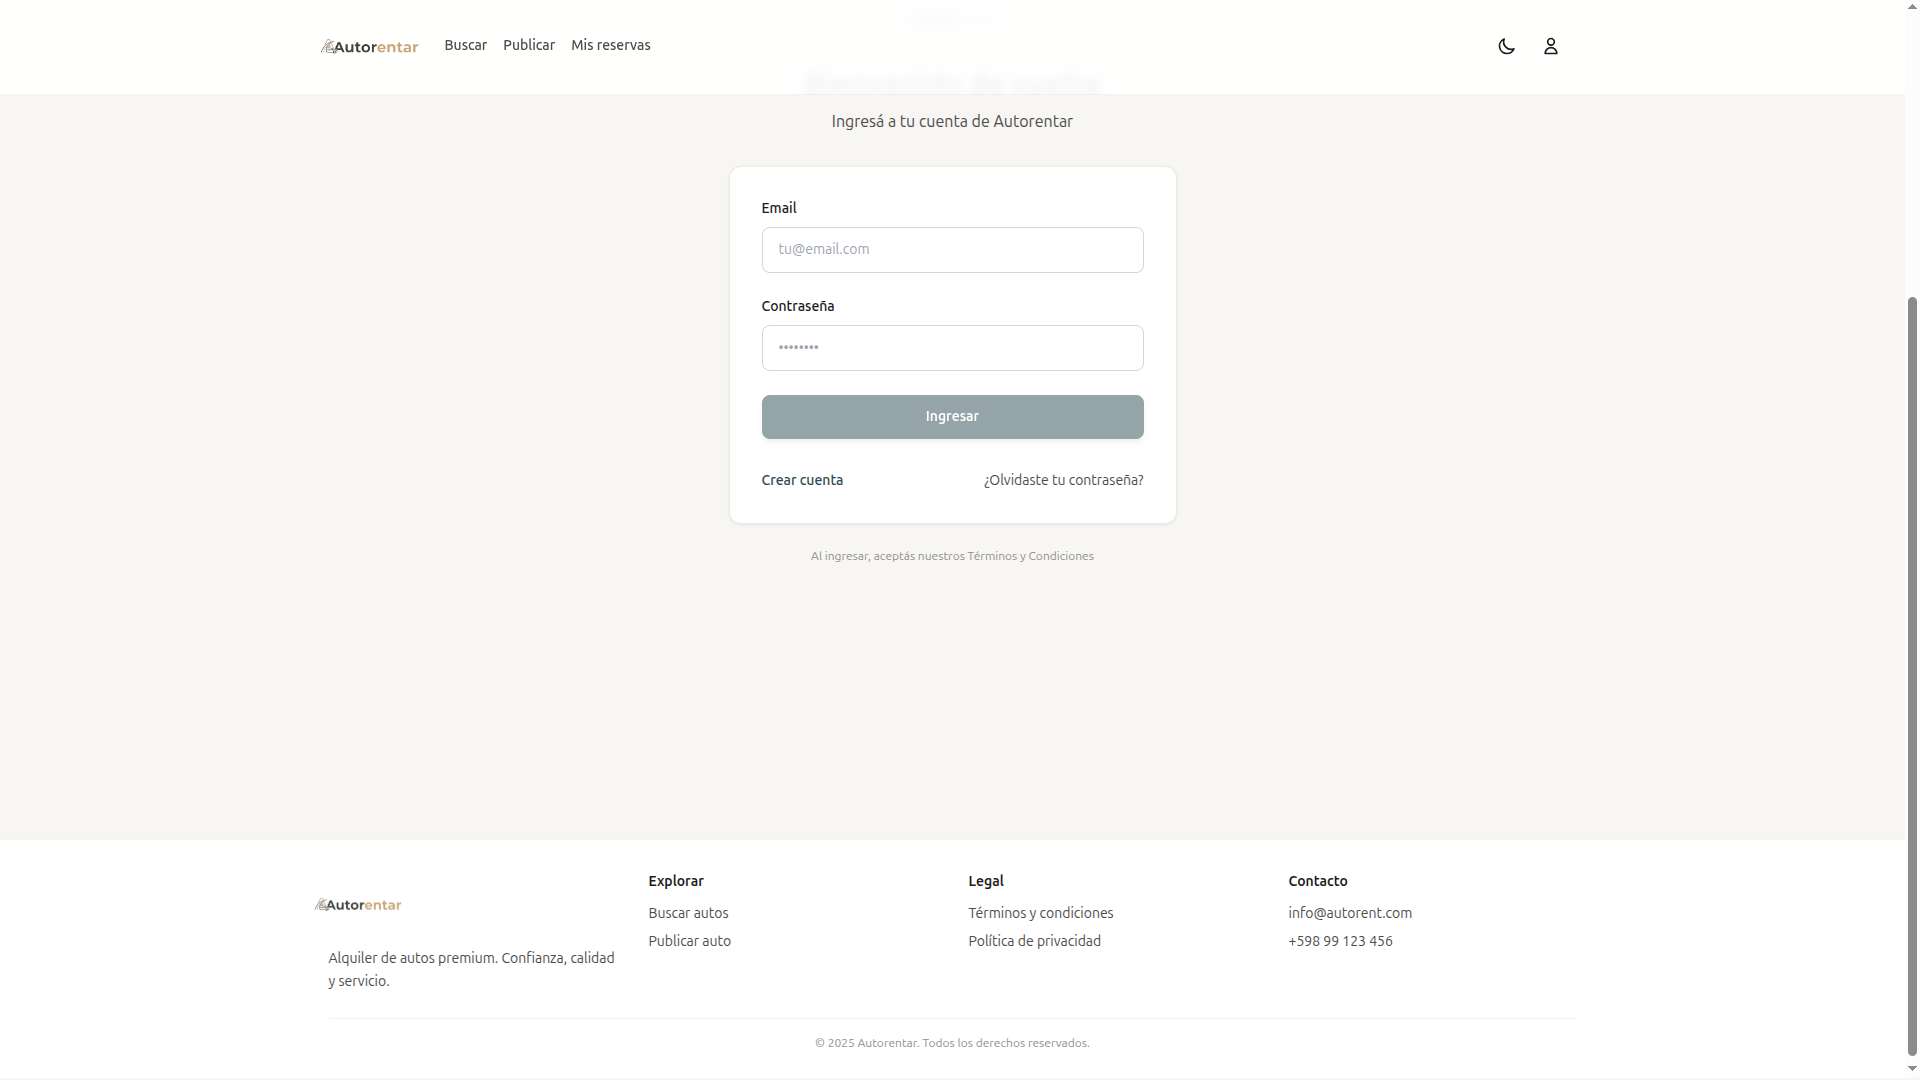 Autorentar
Buscar
Publicar
Mis reservas
Bienvenido de vuelta
Ingresá a tu cuenta de Autorentar
Email
tu@email.com
Contraseña
••••••••
Ingresar
Crear cuenta
¿Olvidaste tu contraseña?
Al ingresar, aceptás nuestros Términos y Condiciones
Autorentar
Alquiler de autos premium. Confianza, calidad
y servicio.
Explorar
Buscar autos
Publicar auto
Legal
Términos y condiciones
Política de privacidad
Contacto
info@autorent.com
+598 99 123 456
© 2025 Autorentar. Todos los derechos reservados.